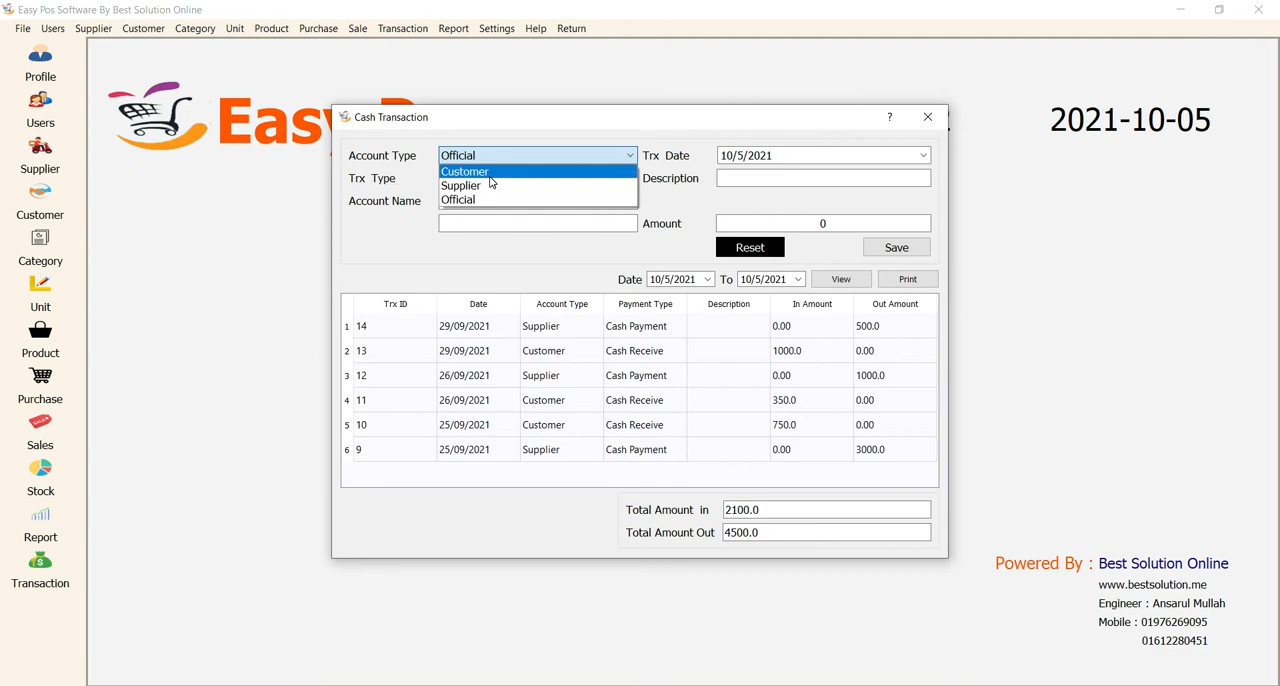 Easy Pos Software By Best Solution Online
File Users Supplier Customer Category Unit Product Purchase Sale Transaction Report Settings Help Return
Profile
Users
Supplier
Customer
Category
Unit
Product
Purchase
Sales
Stock
Report
Transaction
Easy
2021-10-05
Cash Transaction
Account Type Official Trx Date 10/5/2021
Customer
Supplier
Official
Trx Type Description
Account Name
Amount 0
Reset Save
Date 10/5/2021 To 10/5/2021 View Print
Trx ID Date Account Type Payment Type Description In Amount Out Amount
1 14 29/09/2021 Supplier Cash Payment 0.00 500.0
2 13 29/09/2021 Customer Cash Receive 1000.0 0.00
3 12 26/09/2021 Supplier Cash Payment 0.00 1000.0
4 11 26/09/2021 Customer Cash Receive 350.0 0.00
5 10 25/09/2021 Customer Cash Receive 750.0 0.00
6 9 25/09/2021 Supplier Cash Payment 0.00 3000.0
Total Amount in 2100.0
Total Amount Out 4500.0
Powered By : Best Solution Online
www.bestsolution.me
Engineer : Ansarul Mullah
Mobile : 01976269095
01612280451